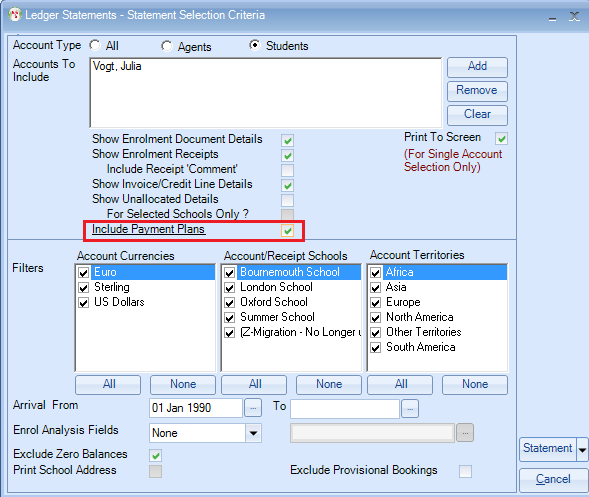 Ledger Statements - Statement Selection Criteria
Account Type All Agents Students
Accounts To Include
Vogt, Julia
Add
Remove
Clear
Show Enrolment Document Details
Print To Screen
Show Enrolment Receipts
(For Single Account Selection Only)
Include Receipt 'Comment'
Show Invoice/Credit Line Details
Show Unallocated Details
For Selected Schools Only ?
Include Payment Plans
Filters
Account Currencies
Euro
Sterling
US Dollars
All None
Account/Receipt Schools
Bournemouth School
London School
Oxford School
Summer School
(Z-Migration - No Longer u
All None
Account Territories
Africa
Asia
Europe
North America
Other Territories
South America
All None
Arrival From 01 Jan 1990 ... To ...
Enrol Analysis Fields None ...
Exclude Zero Balances
Print School Address Exclude Provisional Bookings
Statement
Cancel